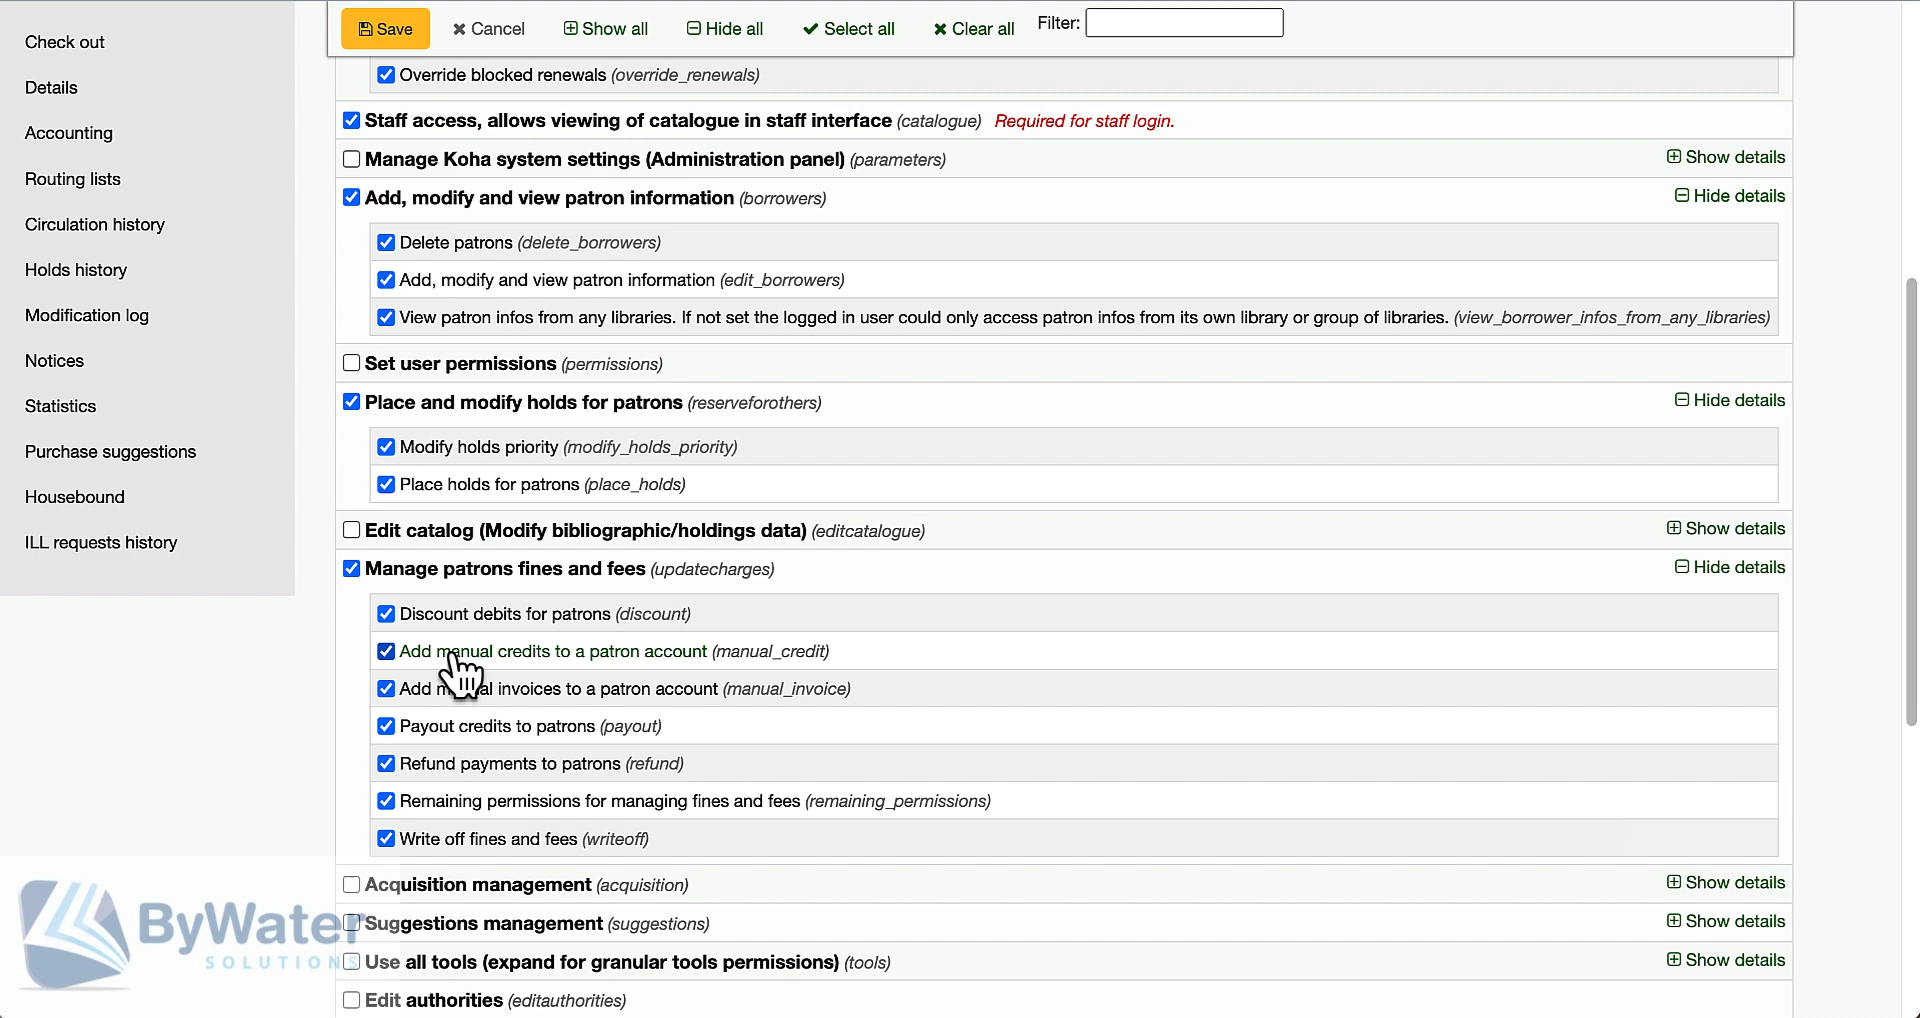 Check out
Details
Accounting
Routing lists
Circulation history
Holds history
Modification log
Notices
Statistics
Purchase suggestions
Housebound
ILL requests history
Save Cancel Show all Hide all Select all Clear all Filter:
Override blocked renewals (override_renewals)
Staff access, allows viewing of catalogue in staff interface (catalogue) Required for staff login.
Manage Koha system settings (Administration panel) (parameters) Show details
Add, modify and view patron information (borrowers) Hide details
Delete patrons (delete_borrowers)
Add, modify and view patron information (edit_borrowers)
View patron infos from any libraries. If not set the logged in user could only access patron infos from its own library or group of libraries. (view_borrower_infos_from_any_libraries)
Set user permissions (permissions)
Place and modify holds for patrons (reserveforothers) Hide details
Modify holds priority (modify_holds_priority)
Place holds for patrons (place_holds)
Edit catalog (Modify bibliographic/holdings data) (editcatalogue) Show details
Manage patrons fines and fees (updatecharges) Hide details
Discount debits for patrons (discount)
Add manual credits to a patron account (manual_credit)
Add manual invoices to a patron account (manual_invoice)
Payout credits to patrons (payout)
Refund payments to patrons (refund)
Remaining permissions for managing fines and fees (remaining_permissions)
Write off fines and fees (writeoff)
Acquisition management (acquisition) Show details
Suggestions management (suggestions) Show details
Use all tools (expand for granular tools permissions) (tools) Show details
Edit authorities (editauthorities)
ByWater
SOLUTIONS